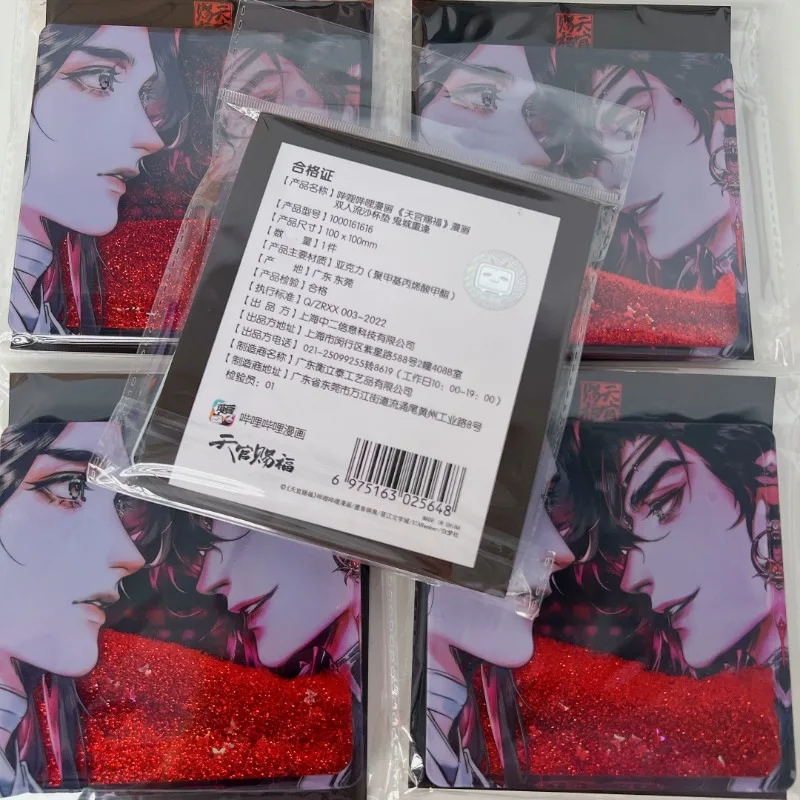 合格证
【产品名称】哔哩哔哩漫画《天官赐福》漫画
双人流沙杯垫 鬼城重逢
【产品型号】1000161616
【产品尺寸】100 x 100mm
【数 量】1件
【产品主要材质】亚克力（聚甲基丙烯酸甲酯）
【产 地】广东 东莞
【产品检验】合格
【执行标准】Q/ZRXX 003-2022
【出 品 方】上海中二信息科技有限公司
【出品方地址】上海市闵行区紫星路588号2幢4088室
【出品方电话】021-25099255转8619（工作日10：00-19：00）
【制造商名称】广东衡立泰工艺品有限公司
【制造商地址】广东省东莞市万江街道流涌尾黄州工业路8号
检验员：01
哔哩哔哩漫画
天官赐福
6 975163 025648
MADE IN CHINA